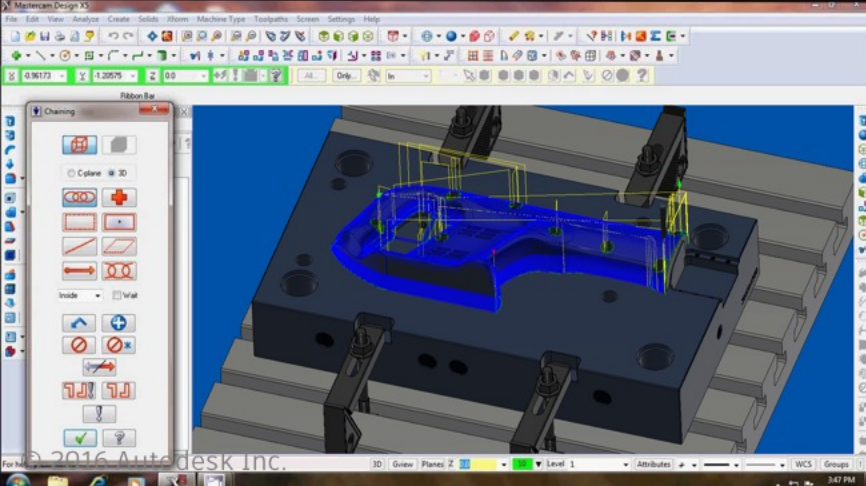 Mastercam Design X5
File Edit View Analyze Create Solids Xform Machine Type Toolpaths Screen Settings Help
X -0.96173 Y -1.20575 Z 0.0 All... Only... In
Ribbon Bar
Chaining
C-plane 3D
Inside Wait
For he
3D Gview Planes Z 0.0 10 Level 1 Attributes WCS Groups
© 2016 Autodesk Inc.
3:47 PM